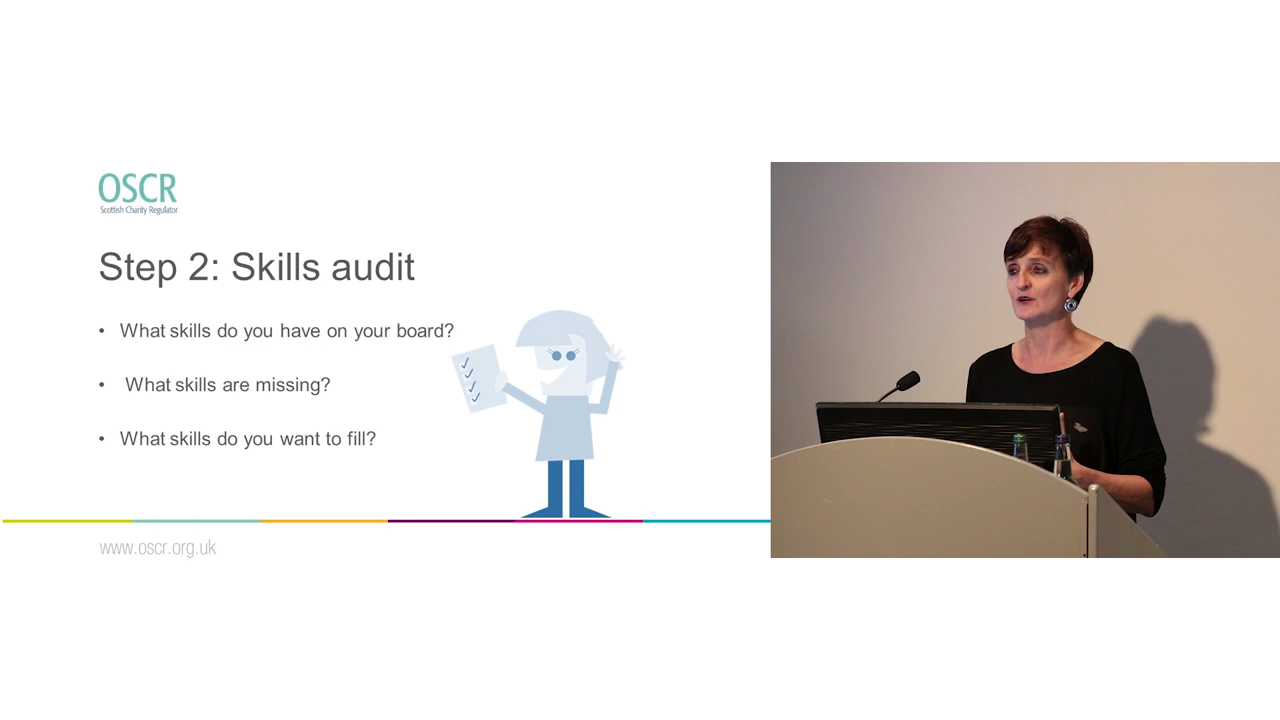 OSCR
Scottish Charity Regulator
Step 2: Skills audit
• What skills do you have on your board?
• What skills are missing?
• What skills do you want to fill?
www.oscr.org.uk